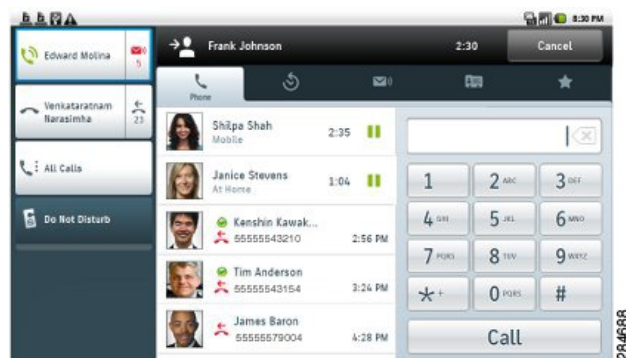 8:30 PM
Edward Molina
5
Venkataratnam
Narasimha
23
All Calls
Do Not Disturb
Frank Johnson 2:30 Cancel
Phone
Shilpa Shah
Mobile
2:35
Janice Stevens
At Home
1:04
Kenshin Kawak...
55555543210 2:56 PM
Tim Anderson
55555543154 3:24 PM
James Baron
55555579004 4:28 PM
1 2 ABC 3 DEF
4 GHI 5 JKL 6 MNO
7 PQRS 8 TUV 9 WXYZ
* + 0 PQRS #
Call
284688